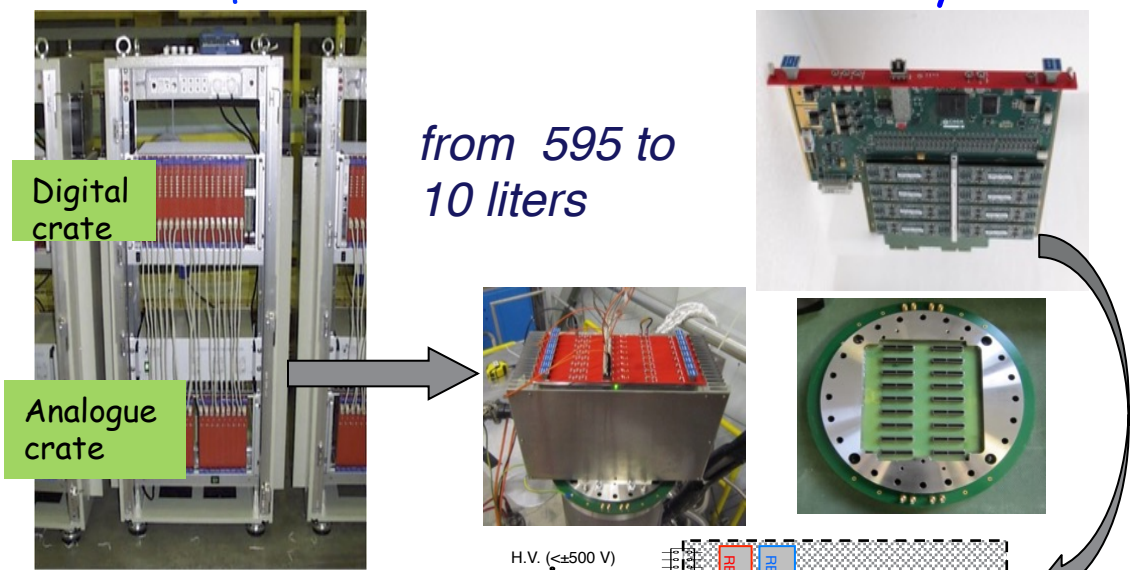 from 595 to
10 liters
Digital
crate
Analogue
crate
H.V. (<±500 V)